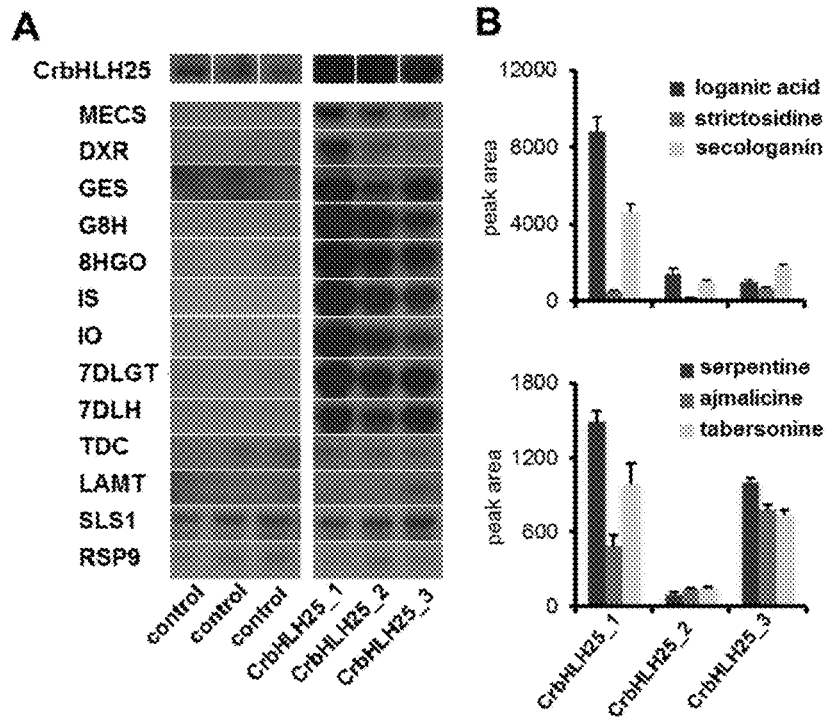 A
CrbHLH25
MECS
DXR
GES
G8H
8HGO
IS
IO
7DLGT
7DLH
TDC
LAMT
SLS1
RSP9
control
control
control
CrbHLH25_1
CrbHLH25_2
CrbHLH25_3
B
12000
8000
4000
0
peak area
loganic acid
strictosidine
secologanin
1800
1200
600
0
peak area
serpentine
ajmalicine
tabersonine
CrbHLH25_1
CrbHLH25_2
CrbHLH25_3